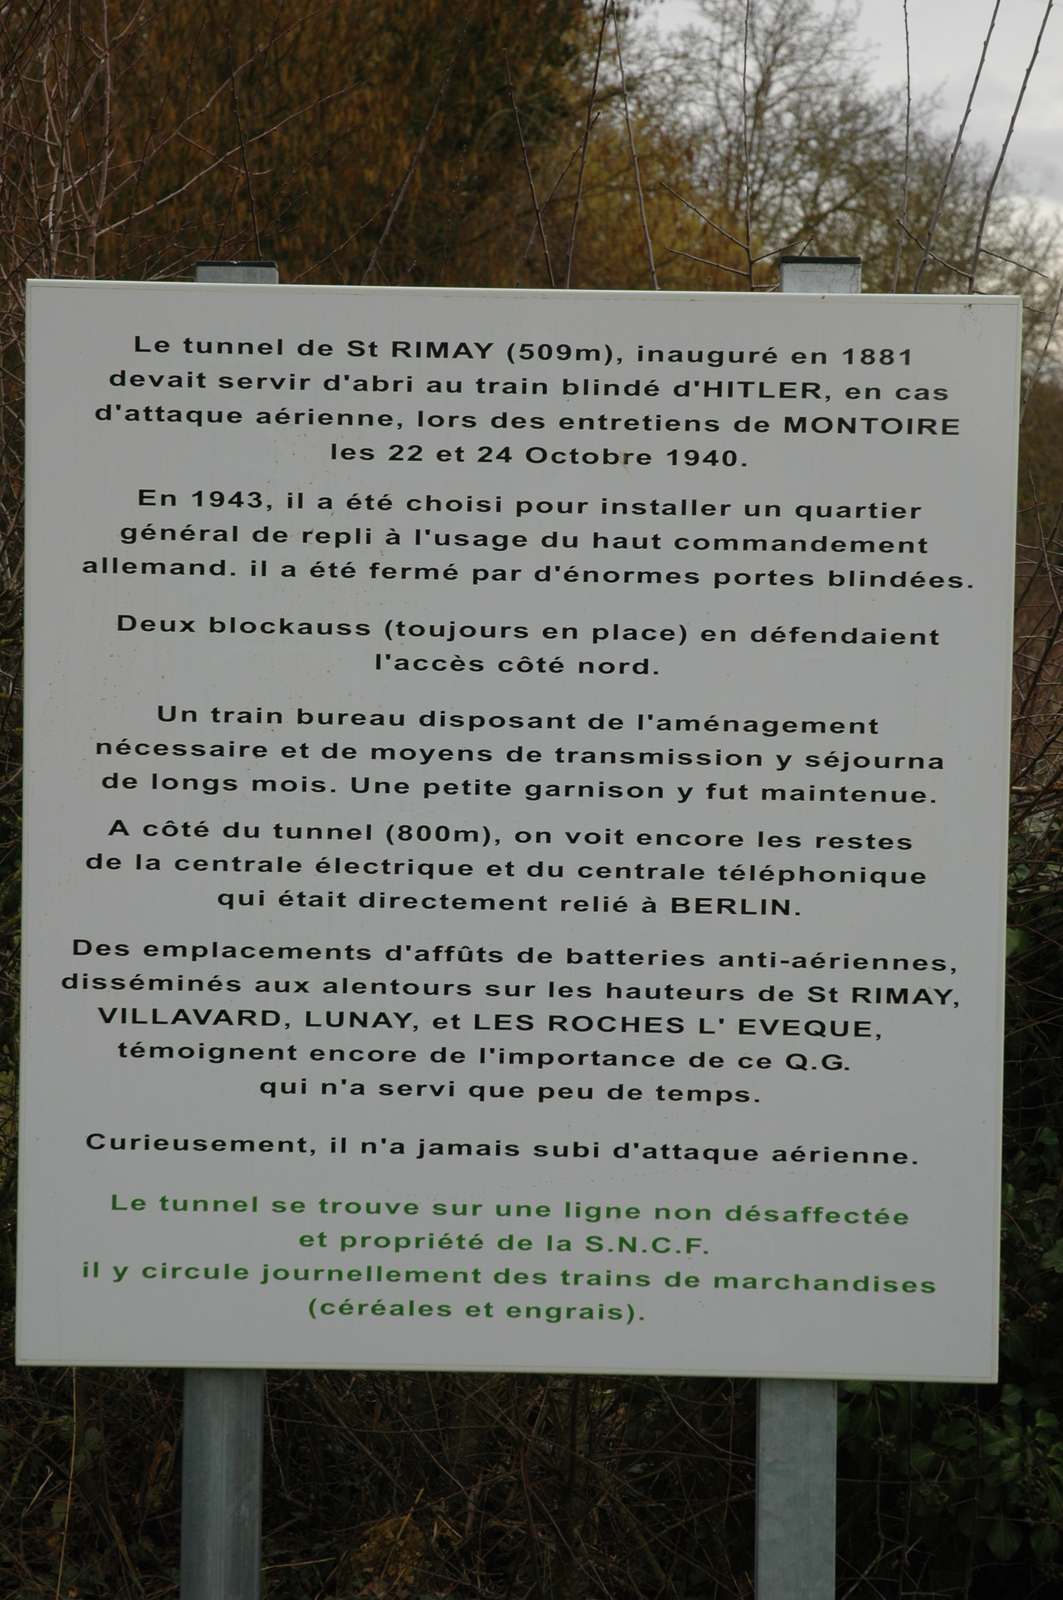 Le tunnel de St RIMAY (509m), inauguré en 1881
devait servir d'abri au train blindé d'HITLER, en cas
d'attaque aérienne, lors des entretiens de MONTOIRE
les 22 et 24 Octobre 1940.
En 1943, il a été choisi pour installer un quartier
général de repli à l'usage du haut commandement
allemand. il a été fermé par d'énormes portes blindées.
Deux blockauss (toujours en place) en défendaient
l'accès côté nord.
Un train bureau disposant de l'aménagement
nécessaire et de moyens de transmission y séjourna
de longs mois. Une petite garnison y fut maintenue.
A côté du tunnel (800m), on voit encore les restes
de la centrale électrique et du centrale téléphonique
qui était directement relié à BERLIN.
Des emplacements d'affûts de batteries anti-aériennes,
disséminés aux alentours sur les hauteurs de St RIMAY,
VILLAVARD, LUNAY, et LES ROCHES L' EVEQUE,
témoignent encore de l'importance de ce Q.G.
qui n'a servi que peu de temps.
Curieusement, il n'a jamais subi d'attaque aérienne.
Le tunnel se trouve sur une ligne non désaffectée
et propriété de la S.N.C.F.
il y circule journellement des trains de marchandises
(céréales et engrais).